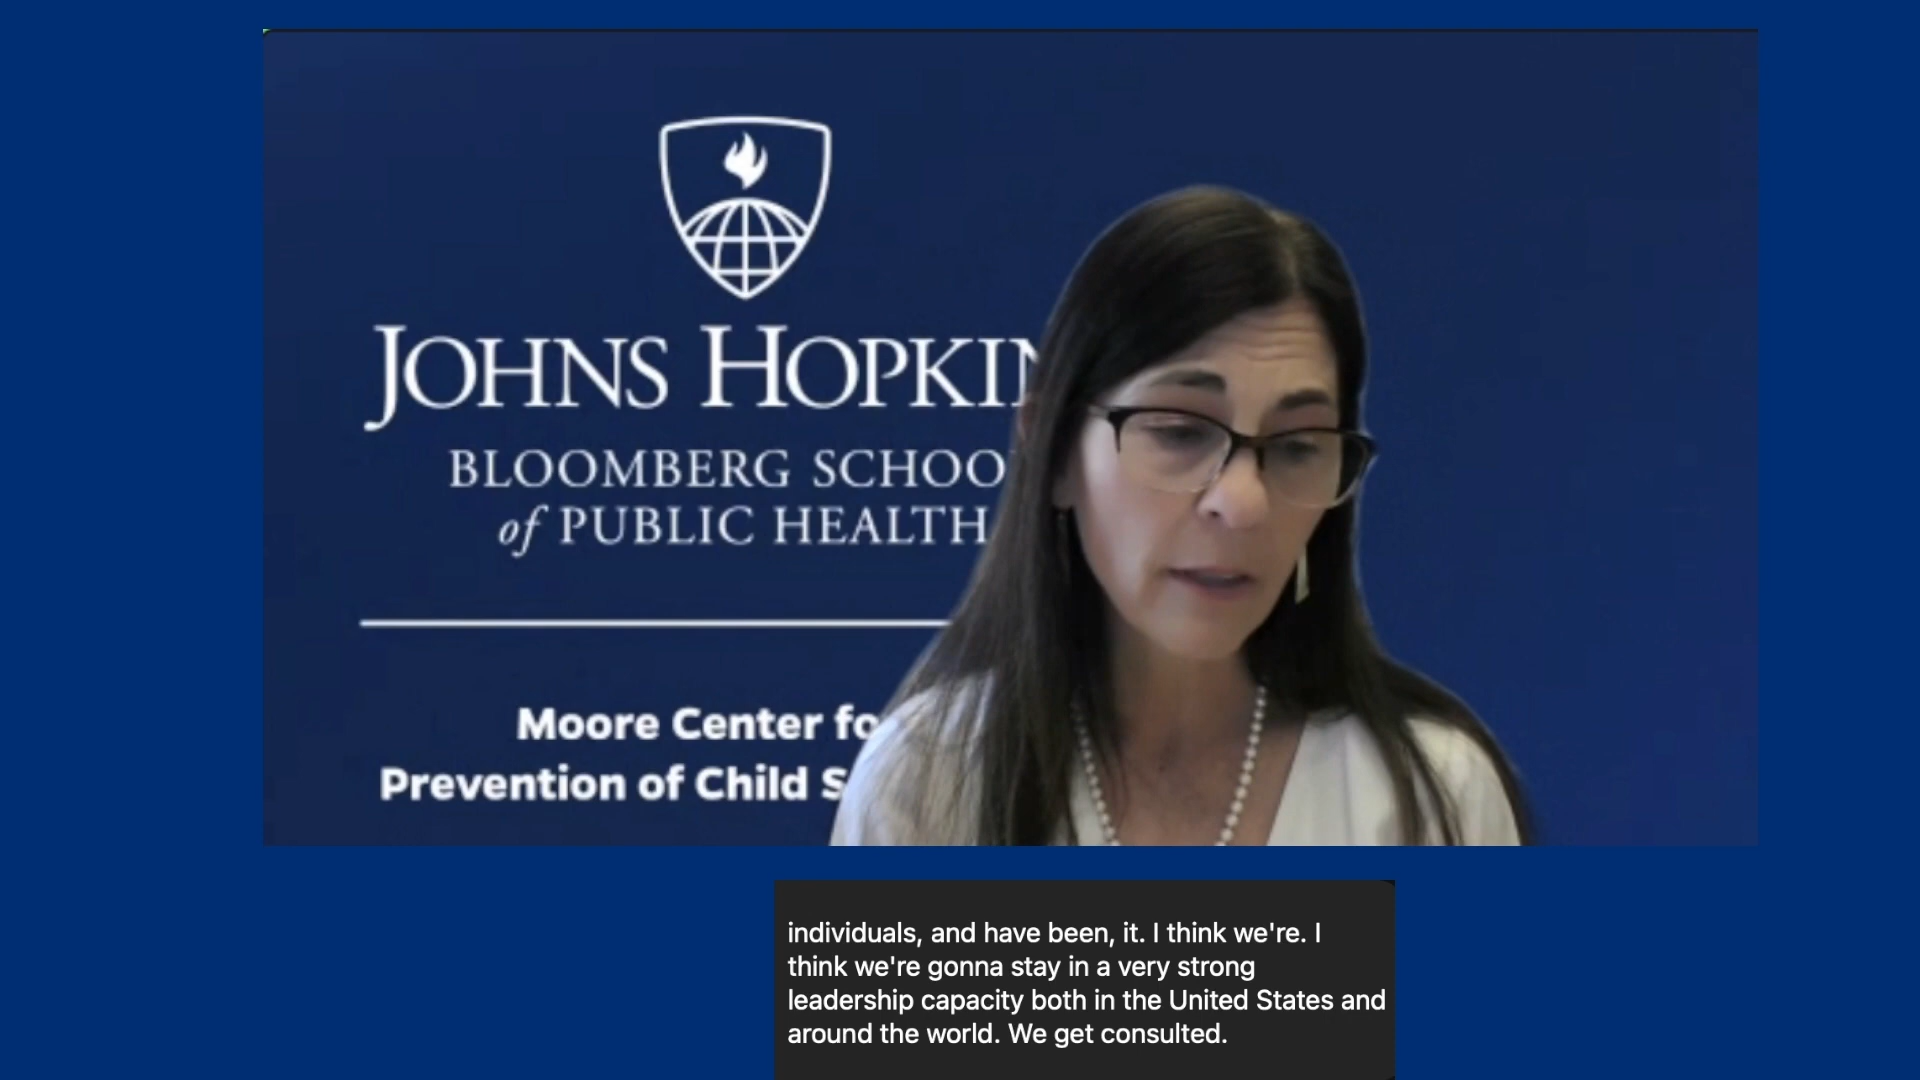 JOHNS HOPKIN
BLOOMBERG SCHOO
of PUBLIC HEALTH
Moore Center fo
Prevention of Child S
individuals, and have been, it. I think we're. I
think we're gonna stay in a very strong
leadership capacity both in the United States and
around the world. We get consulted.